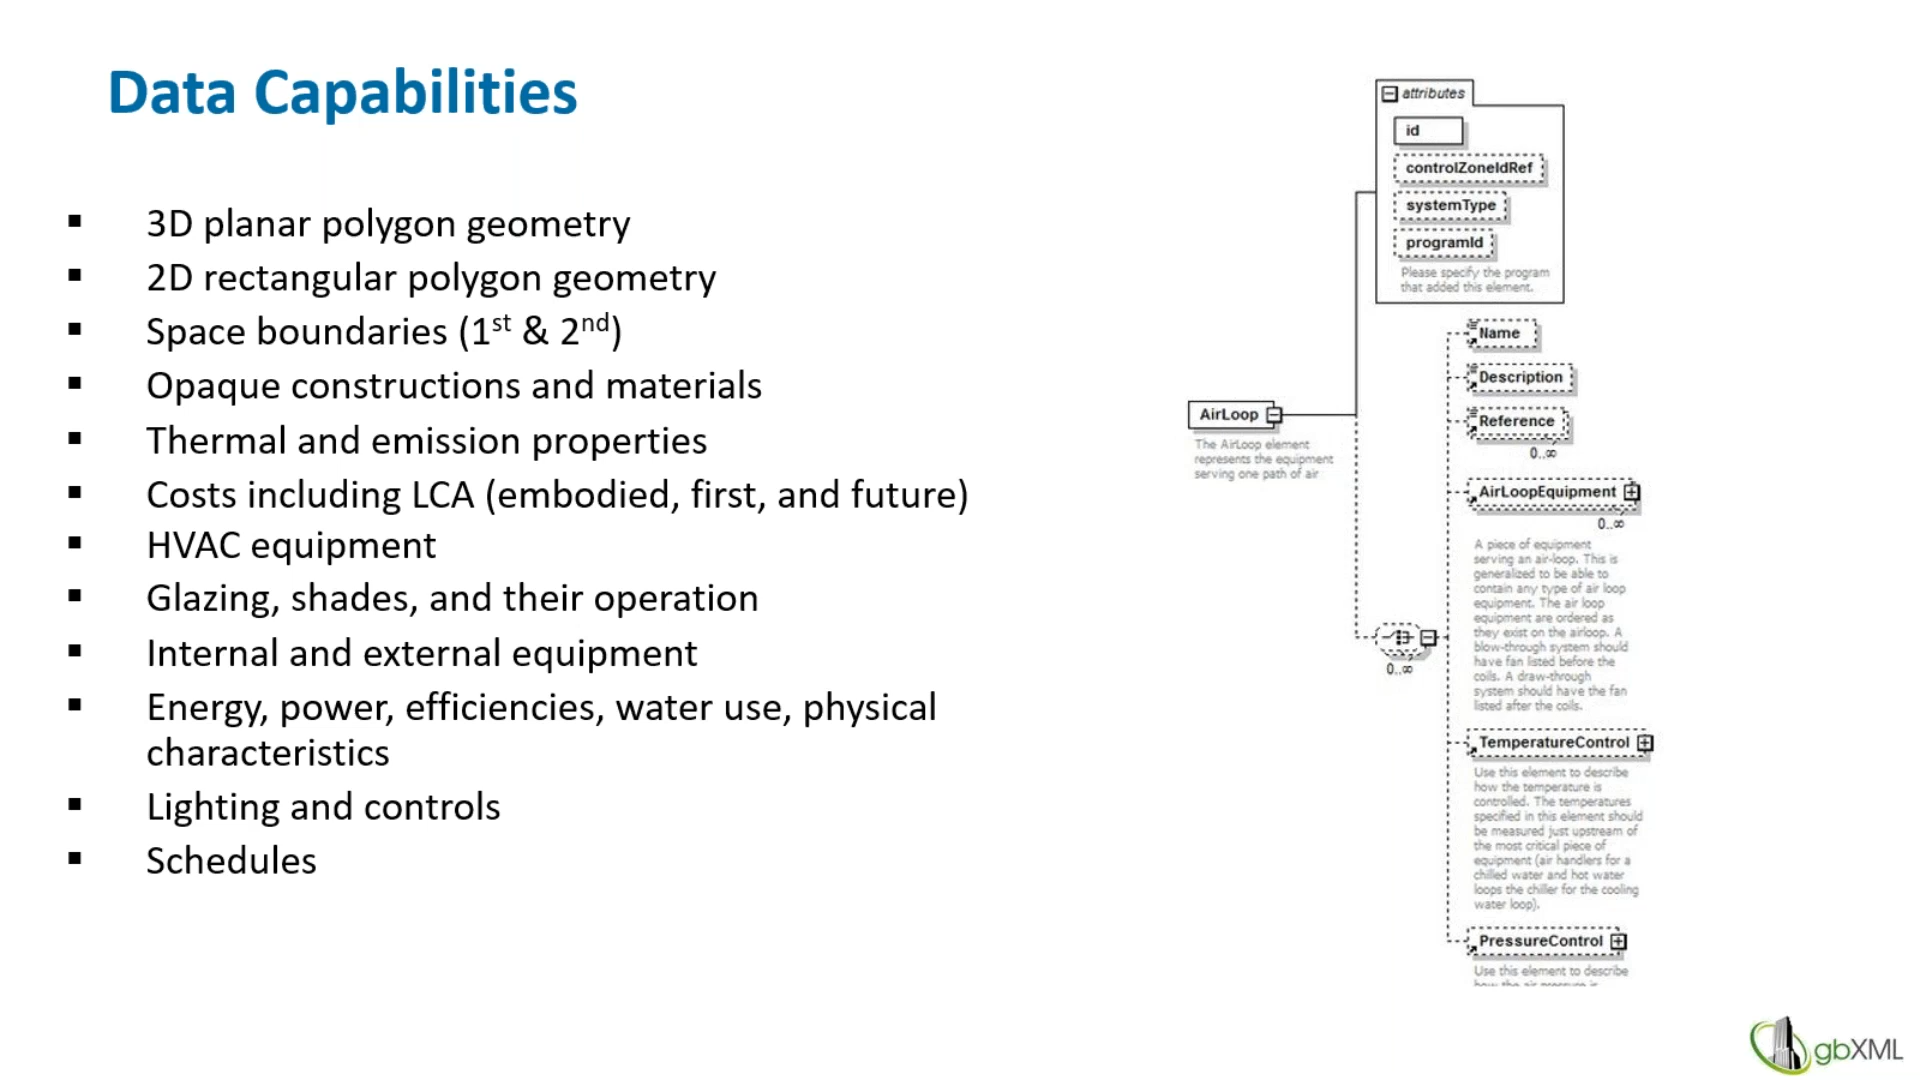 Data Capabilities
▪ 3D planar polygon geometry
▪ 2D rectangular polygon geometry
▪ Space boundaries (1st & 2nd)
▪ Opaque constructions and materials
▪ Thermal and emission properties
▪ Costs including LCA (embodied, first, and future)
▪ HVAC equipment
▪ Glazing, shades, and their operation
▪ Internal and external equipment
▪ Energy, power, efficiencies, water use, physical
characteristics
▪ Lighting and controls
▪ Schedules
attributes
id
controlZoneIdRef
systemType
programId
Please specify the program
that added this element.
AirLoop
The AirLoop element
represents the equipment
serving one path of air
0..∞
Name
Description
Reference
0..∞
AirLoopEquipment
0..∞
A piece of equipment
serving an air-loop. This is
generalized to be able to
contain any type of air loop
equipment. The air loop
equipment are ordered as
they exist on the airloop. A
blow-through system should
have fan listed before the
coils. A draw-through
system should have the fan
listed after the coils.
TemperatureControl
Use this element to describe
how the temperature is
controlled. The temperatures
specified in this element should
be measured just upstream of
the most critical piece of
equipment (air handlers for a
chilled water and hot water
loops the chiller for the cooling
water loop).
PressureControl
Use this element to describe
how the air pressure is
gbXML